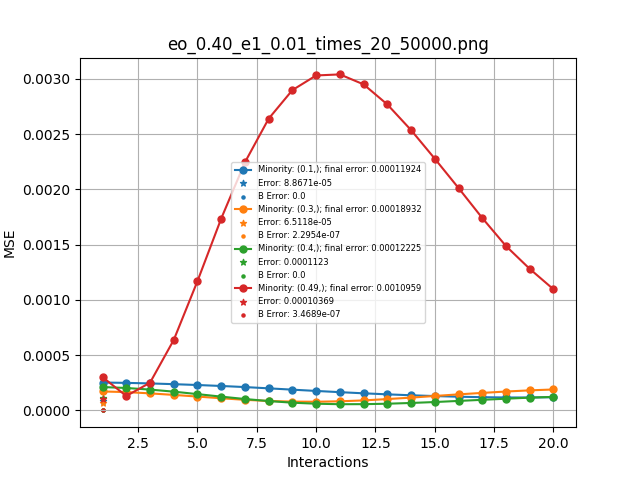 eo_0.40_e1_0.01_times_20_50000.png
0.0030
0.0025
0.0020
0.0015
0.0010
0.0005
0.0000
MSE
Minority: (0.1,); final error: 0.00011924
Error: 8.8671e-05
B Error: 0.0
Minority: (0.3,); final error: 0.00018932
Error: 6.5118e-05
B Error: 2.2954e-07
Minority: (0.4,); final error: 0.00012225
Error: 0.0001123
B Error: 0.0
Minority: (0.49,); final error: 0.0010959
Error: 0.00010369
B Error: 3.4689e-07
2.5 5.0 7.5 10.0 12.5 15.0 17.5 20.0
Interactions